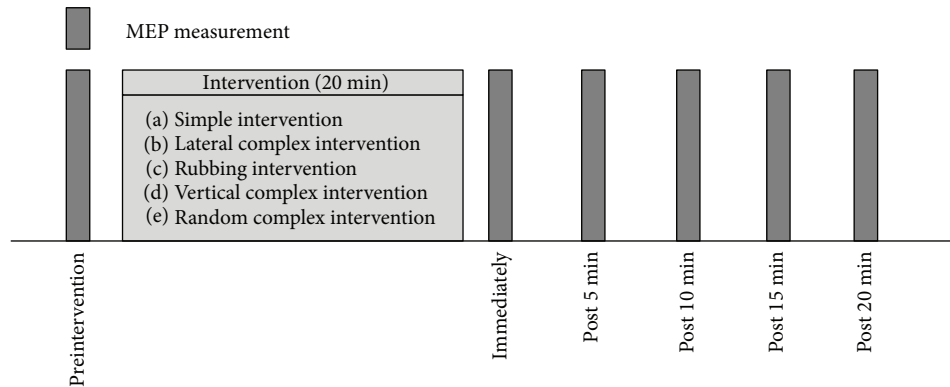 MEP measurement
Intervention (20 min)
(a) Simple intervention
(b) Lateral complex intervention
(c) Rubbing intervention
(d) Vertical complex intervention
(e) Random complex intervention
Preintervention
Immediately
Post 5 min
Post 10 min
Post 15 min
Post 20 min